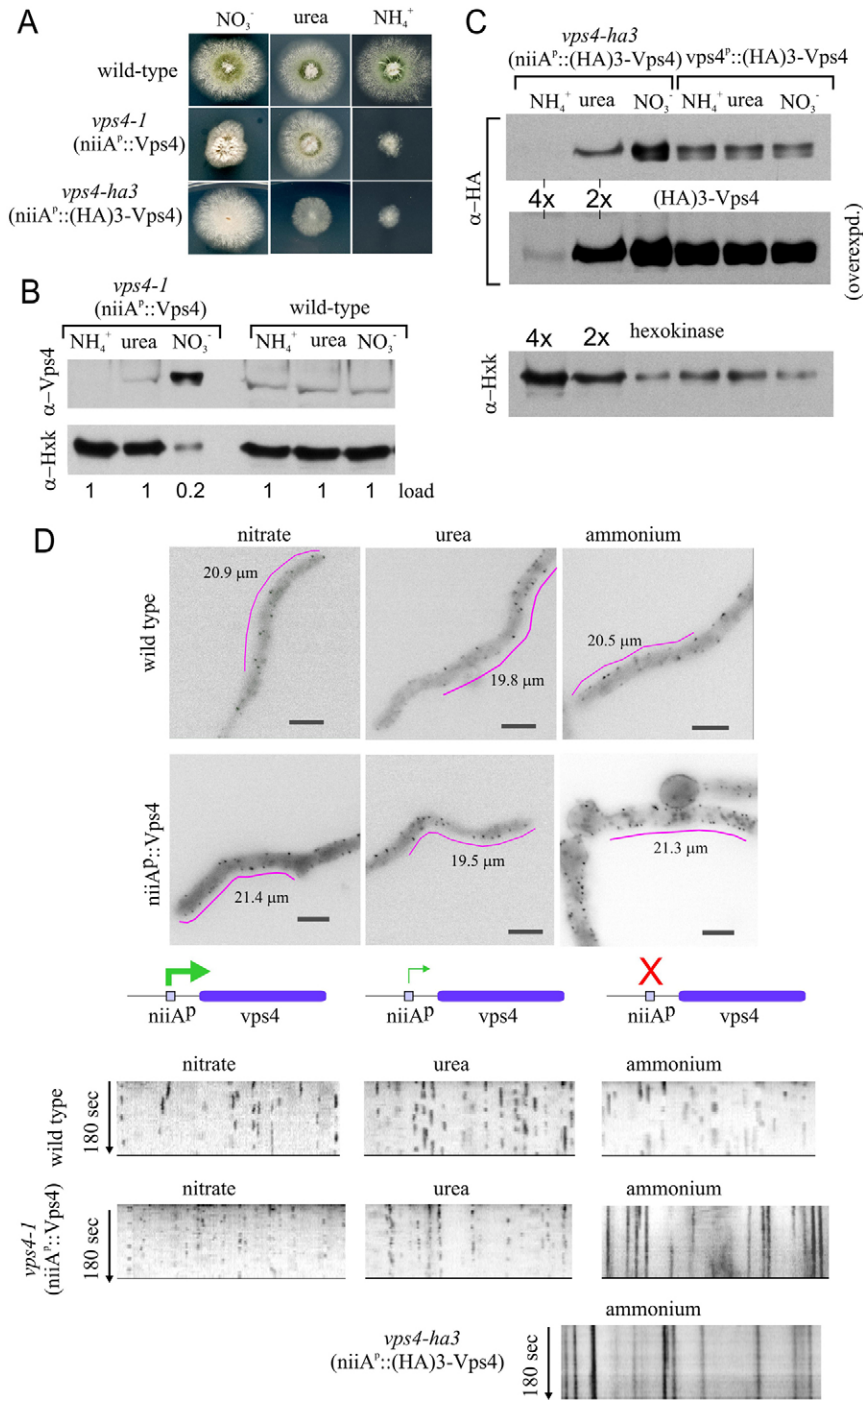 A
NO3- urea NH4+
wild-type
vps4-1
(niiAp::Vps4)
vps4-ha3
(niiAp::(HA)3-Vps4)
B
vps4-1
(niiAp::Vps4)
wild-type
NH4+ urea NO3- NH4+ urea NO3-
α-Vps4
α-Hxk
1 1 0.2 1 1 1 load
C
vps4-ha3
(niiAp::(HA)3-Vps4) vps4p::(HA)3-Vps4
NH4+ urea NO3- NH4+ urea NO3-
α-HA
4x 2x (HA)3-Vps4
(overexpd.)
4x 2x hexokinase
α-Hxk
D
nitrate urea ammonium
wild type
20.9 µm
19.8 µm
20.5 µm
niiAp::Vps4
21.4 µm
19.5 µm
21.3 µm
X
niiAp vps4 niiAp vps4 niiAp vps4
nitrate urea ammonium
wild type
180 sec
nitrate urea ammonium
vps4-1
(niiAp::Vps4)
180 sec
ammonium
vps4-ha3
(niiAp::(HA)3-Vps4)
180 sec